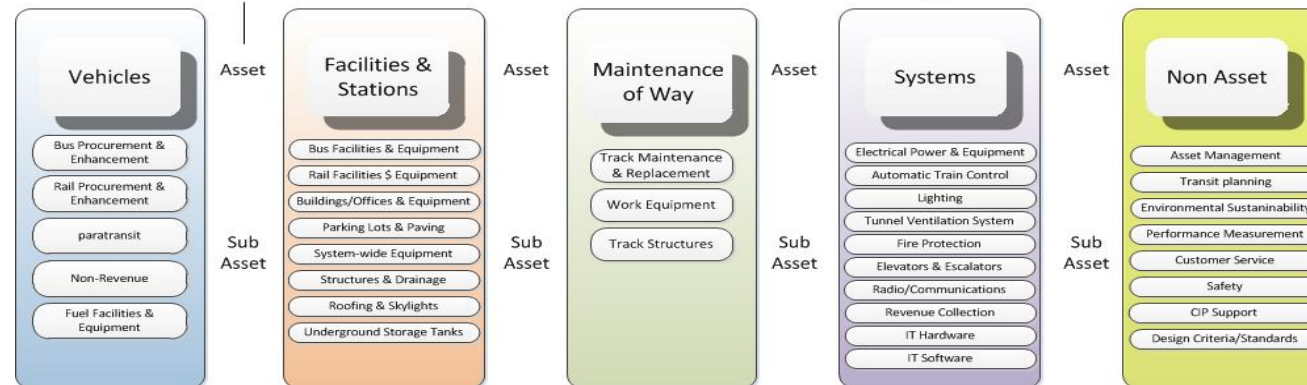 Vehicles
Bus Procurement &
Enhancement
Rail Procurement &
Enhancement
paratransit
Non-Revenue
Fuel Facilities &
Equipment
Asset
Sub
Asset
Facilities &
Stations
Bus Facilities & Equipment
Rail Facilities $ Equipment
Buildings/Offices & Equipment
Parking Lots & Paving
System-wide Equipment
Structures & Drainage
Roofing & Skylights
Underground Storage Tanks
Asset
Sub
Asset
Maintenance
of Way
Track Maintenance
& Replacement
Work Equipment
Track Structures
Asset
Sub
Asset
Systems
Electrical Power & Equipment
Automatic Train Control
Lighting
Tunnel Ventilation System
Fire Protection
Elevators & Escalators
Radio/Communications
Revenue Collection
IT Hardware
IT Software
Asset
Sub
Asset
Non Asset
Asset Management
Transit planning
Environmental Sustaninability
Performance Measurement
Customer Service
Safety
CIP Support
Design Criteria/Standards